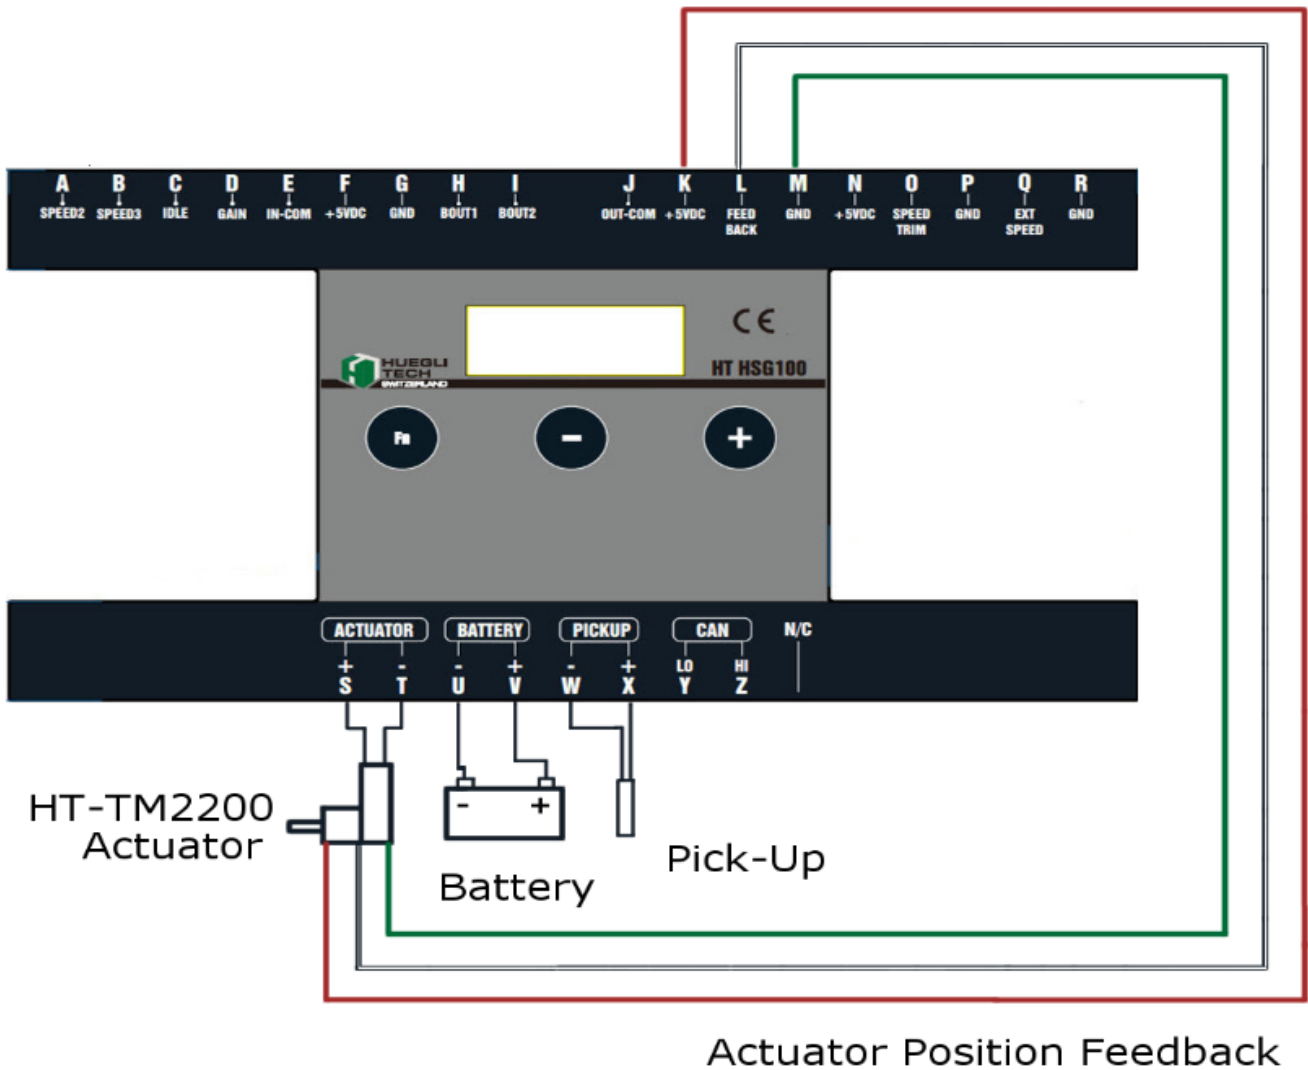 A B C D E F G H I J K L M N O P Q R
SPEED2 SPEED3 IDLE GAIN IN-COM +5VDC GND BOUT1 BOUT2 OUT-COM +5VDC FEED GND +5VDC SPEED GND EXT GND
BACK TRIM SPEED
CE
HUEGLI
TECH
SWITZERLAND
HT HSG100
Fn - +
ACTUATOR BATTERY PICKUP CAN N/C
+ - - + - + LO HI
S T U V W X Y Z
HT-TM2200
Actuator
- +
Battery
Pick-Up
Actuator Position Feedback